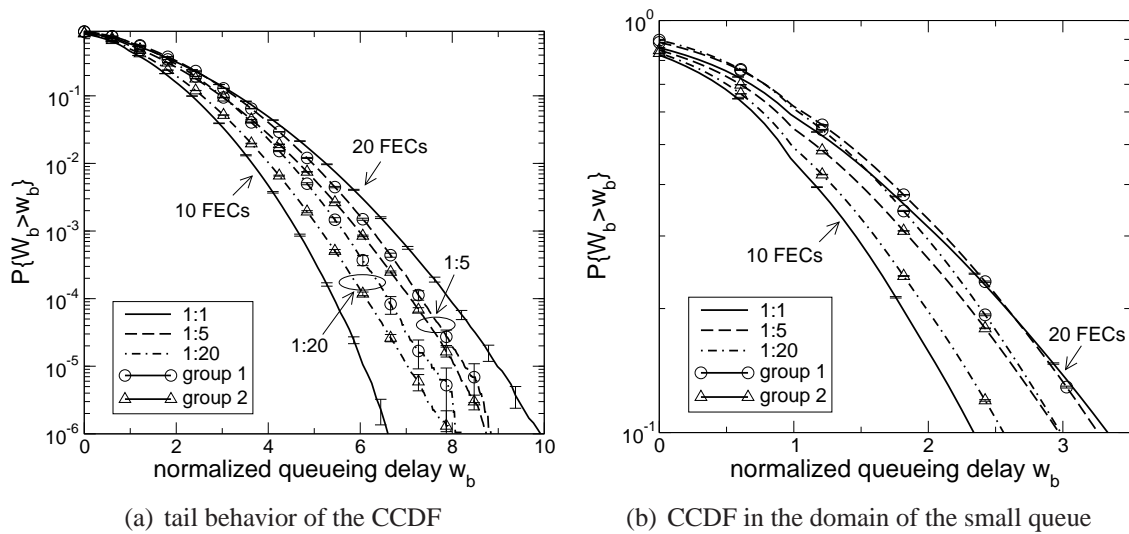 10^0
10^-1
10^-2
10^-3
10^-4
10^-5
10^-6
P{W_b>w_b}
20 FECs
10 FECs
1:5
1:20
1:1
1:5
1:20
group 1
group 2
0 2 4 6 8 10
normalized queueing delay w_b
(a) tail behavior of the CCDF
10^0
10^-1
P{W_b>w_b}
10 FECs
20 FECs
1:1
1:5
1:20
group 1
group 2
0 1 2 3
normalized queueing delay w_b
(b) CCDF in the domain of the small queue